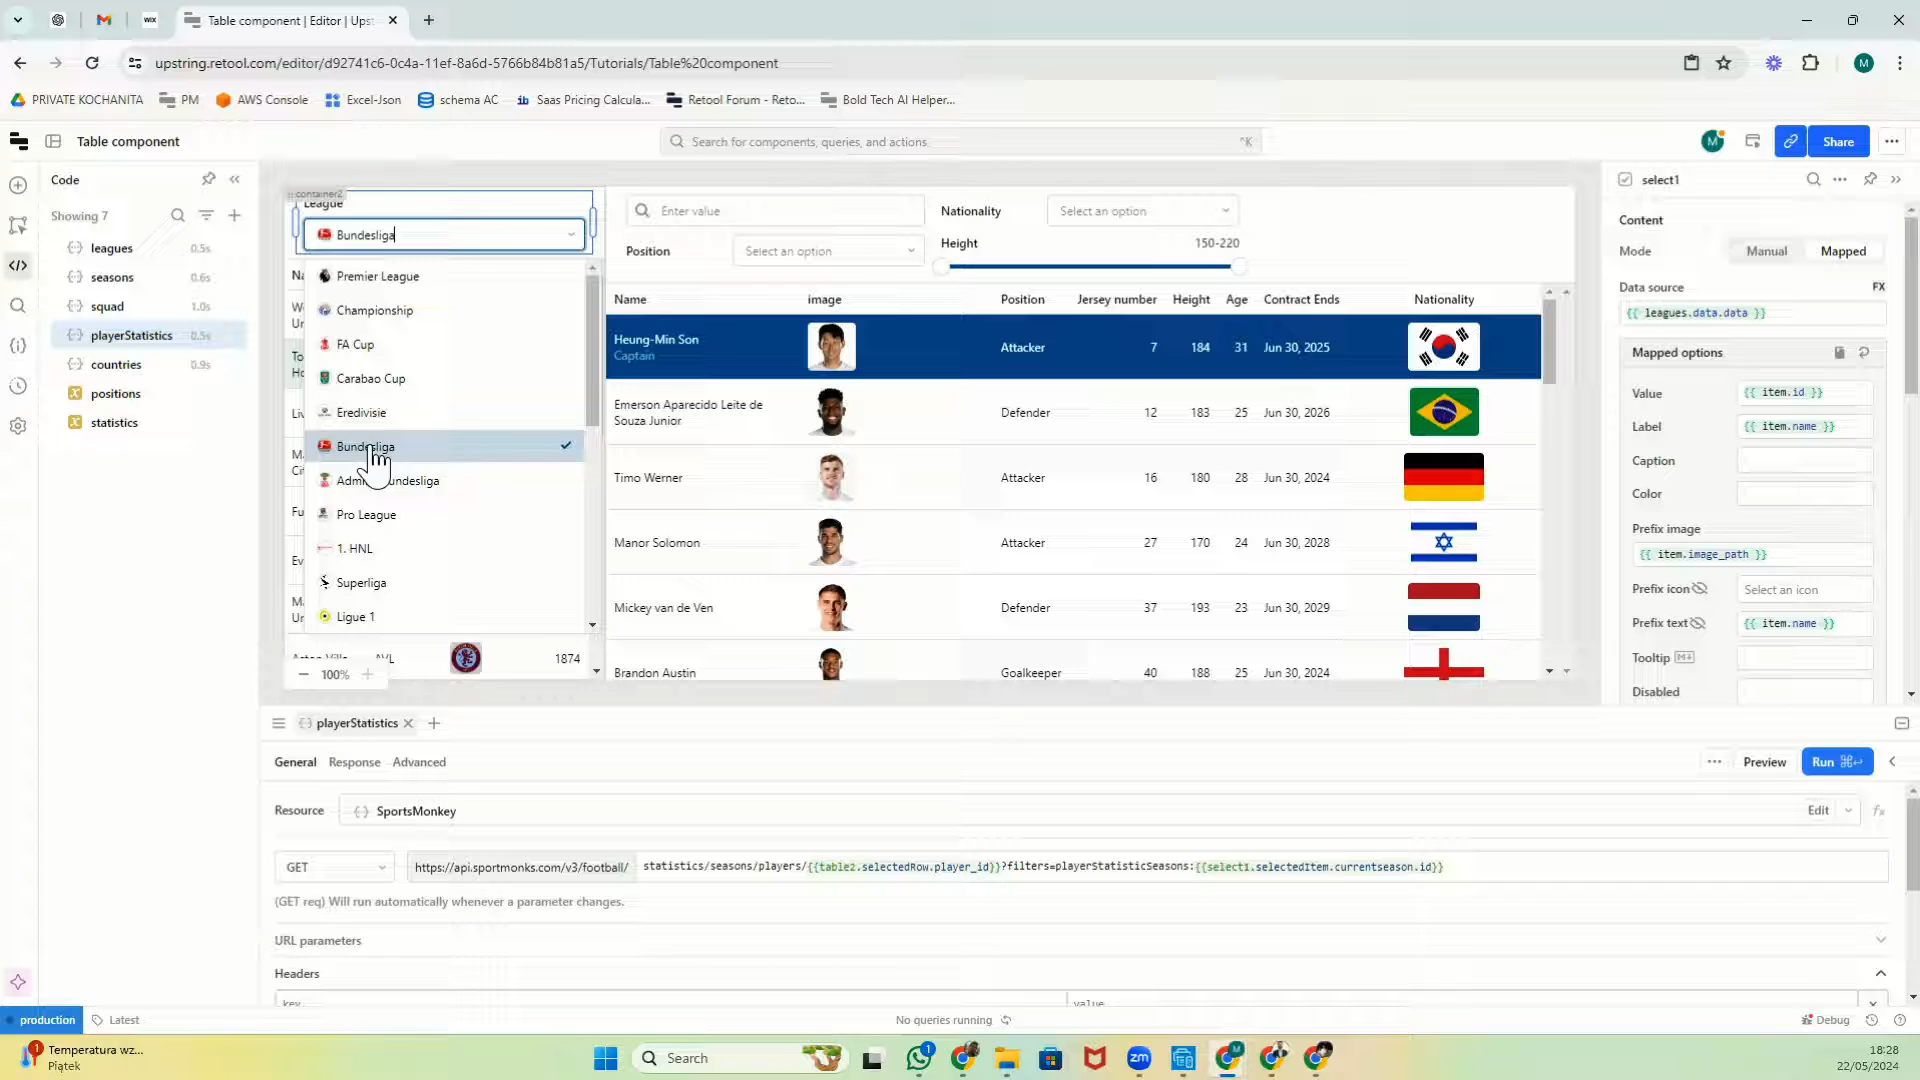 Table component | Editor | Upst
upstring.retool.com/editor/d92741c6-0c4a-11ef-8a6d-5766b84b81a5/Tutorials/Table%20component
M
PRIVATE KOCHANITA
PM
AWS Console
Excel-Json
schema AC
Saas Pricing Calcula...
Retool Forum - Reto...
Bold Tech AI Helper...
Table component
Search for components, queries, and actions
^K
M
Share
Code
Showing 7
leagues 0.5s
seasons 0.6s
squad 1.0s
playerStatistics 0.5s
countries 0.9s
positions
statistics
container2
League
Bundesliga
Premier League
Championship
FA Cup
Carabao Cup
Eredivisie
Bundesliga
Admi undesliga
Pro League
1. HNL
Superliga
Ligue 1
AVL 1874
100%
Enter value
Nationality
Select an option
Position
Select an option
Height
150-220
Name image Position Jersey number Height Age Contract Ends Nationality
Heung-Min Son
Captain
Attacker 7 184 31 Jun 30, 2025
Emerson Aparecido Leite de
Souza Junior
Defender 12 183 25 Jun 30, 2026
Timo Werner Attacker 16 180 28 Jun 30, 2024
Manor Solomon Attacker 27 170 24 Jun 30, 2028
Mickey van de Ven Defender 37 193 23 Jun 30, 2029
Brandon Austin Goalkeeper 40 188 25 Jun 30, 2024
select1
Content
Mode Manual Mapped
Data source FX
{{ leagues.data.data }}
Mapped options
Value {{ item.id }}
Label {{ item.name }}
Caption
Color
Prefix image
{{ item.image_path }}
Prefix icon Select an icon
Prefix text {{ item.name }}
Tooltip
Disabled
playerStatistics
General Response Advanced
Preview
Run
Resource
SportsMonkey
Edit
fx
GET
https://api.sportmonks.com/v3/football/ statistics/seasons/players/{{table2.selectedRow.player_id}}?filters=playerStatisticSeasons:{{select1.selectedItem.currentseason.id}}
(GET req) Will run automatically whenever a parameter changes.
URL parameters
Headers
key value
production
Latest
No queries running
Debug
Temperatura wz...
Piątek
Search
18:28
22/05/2024